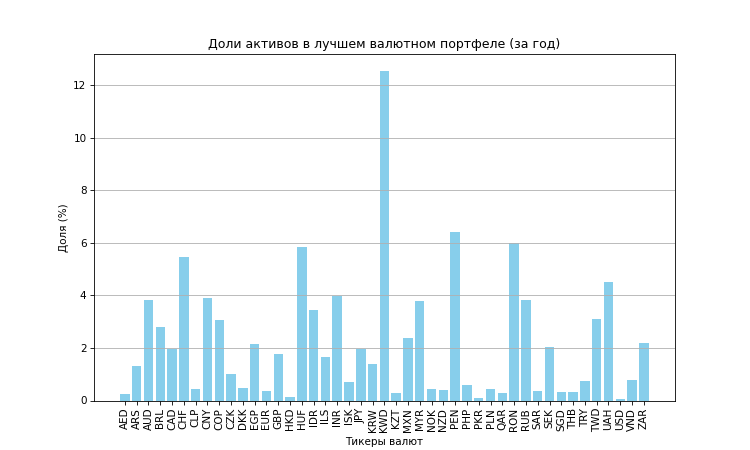 Доли активов в лучшем валютном портфеле (за год)
Доля (%)
12
10
8
6
4
2
0
AED ARS AUD BRL CAD CHF CLP CNY COP CZK DKK EGP EUR GBP HKD HUF IDR ILS INR ISK JPY KRW KWD KZT MXN MYR NOK NZD PEN PHP PKR PLN QAR RON RUB SAR SEK SGD THB TRY TWD UAH USD VND ZAR
Тикеры валют